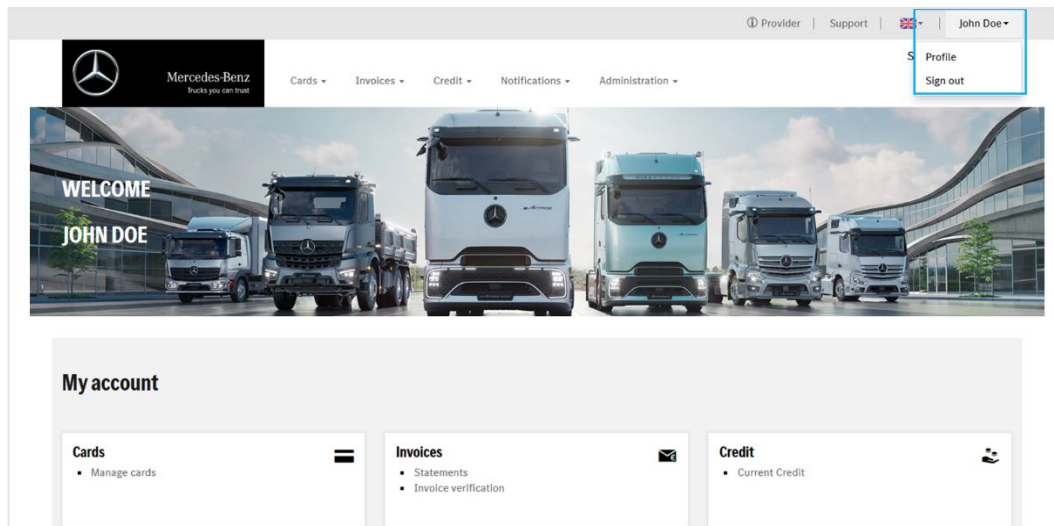 Provider | Support | John Doe
S
Profile
Sign out
Mercedes-Benz
Trucks you can trust
Cards Invoices Credit Notifications Administration
WELCOME
JOHN DOE
My account
Cards
Manage cards
Invoices
Statements
Invoice verification
Credit
Current Credit